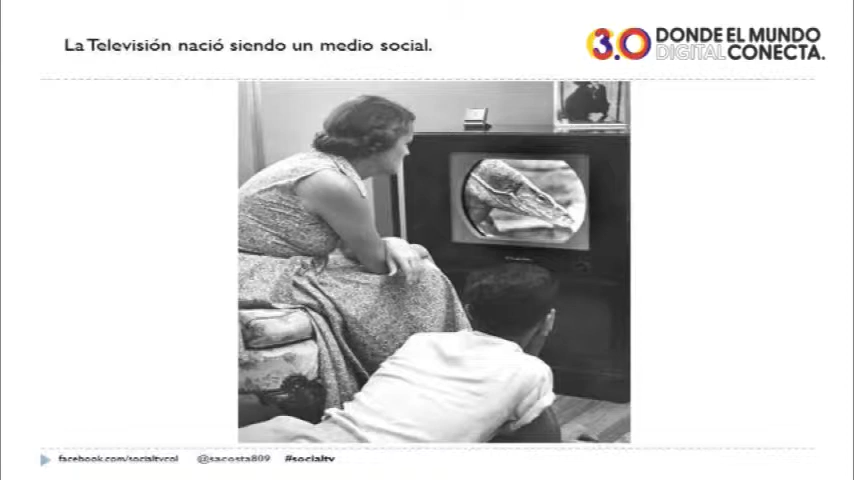 La Televisión nació siendo un medio social.
3.0 DONDE EL MUNDO
DIGITAL CONECTA.
facebook.com/socialtvcol @sacosta809 #socialtv